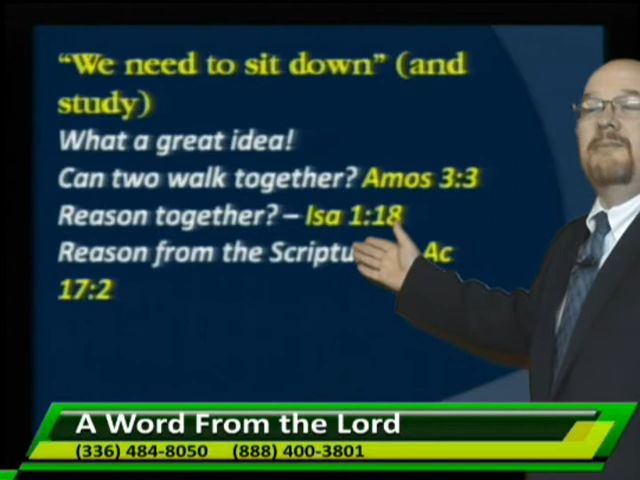 “We need to sit down” (and
study)
What a great idea!
Can two walk together? Amos 3:3
Reason together? – Isa 1:18
Reason from the Ac
17:2
A Word From the Lord
(336) 484-8050 (888) 400-3801